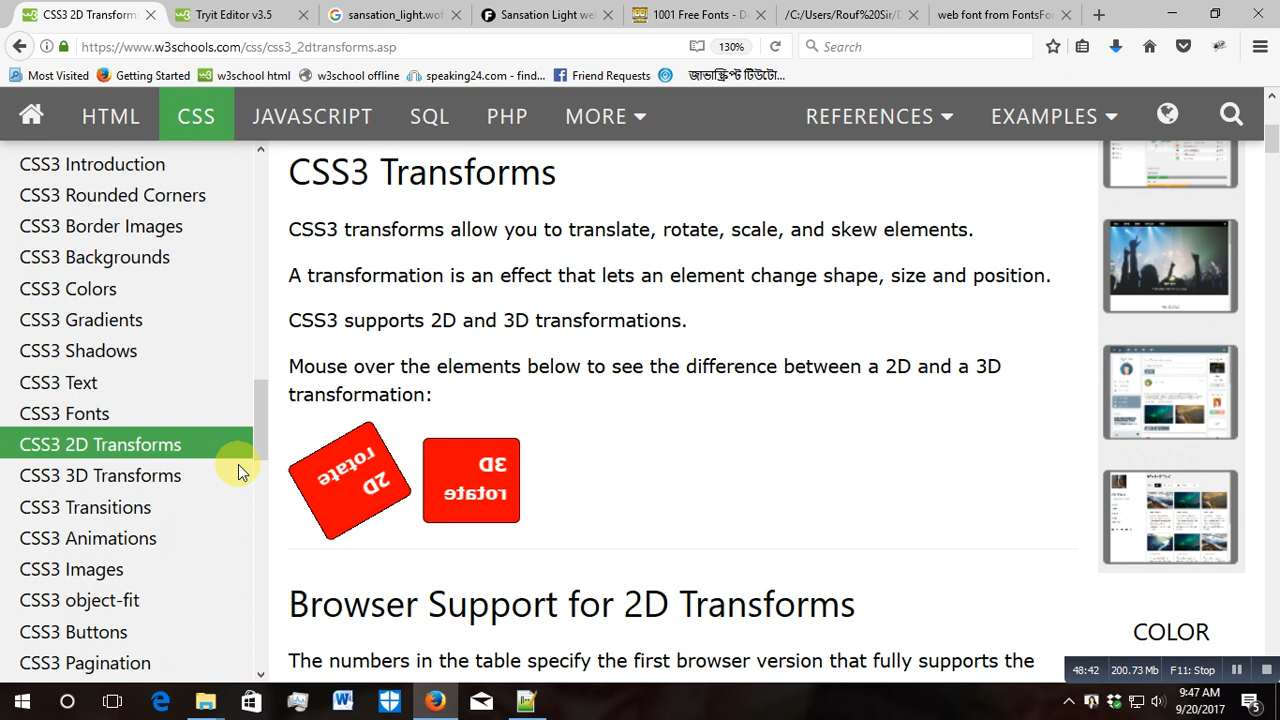 CSS3 2D Transforms
Tryit Editor v3.5
sansation_light.wof
Sansation Light we
1001 Free Fonts - D
/C:/Users/Rouf%20Sir/D
web font from FontsFo
https://www.w3schools.com/css/css3_2dtransforms.asp
130%
Search
Most Visited
Getting Started
w3school html
w3school offline
speaking24.com - find...
Friend Requests
জাভাস্ক্রিপ্ট টিউটো...
HTML
CSS
JAVASCRIPT
SQL
PHP
MORE
REFERENCES
EXAMPLES
CSS3 Introduction
CSS3 Rounded Corners
CSS3 Border Images
CSS3 Backgrounds
CSS3 Colors
CSS3 Gradients
CSS3 Shadows
CSS3 Text
CSS3 Fonts
CSS3 2D Transforms
CSS3 3D Transforms
CSS3 Transitions
CSS3 Animations
CSS3 Images
CSS3 object-fit
CSS3 Buttons
CSS3 Pagination
CSS3 Transforms
CSS3 transforms allow you to translate, rotate, scale, and skew elements.
A transformation is an effect that lets an element change shape, size and position.
CSS3 supports 2D and 3D transformations.
Mouse over the elements below to see the difference between a 2D and a 3D
transformation:
2D
rotate
3D
rotate
Browser Support for 2D Transforms
The numbers in the table specify the first browser version that fully supports the
COLOR
48:42
200.73 Mb
F11: Stop
9:47 AM
9/20/2017
5